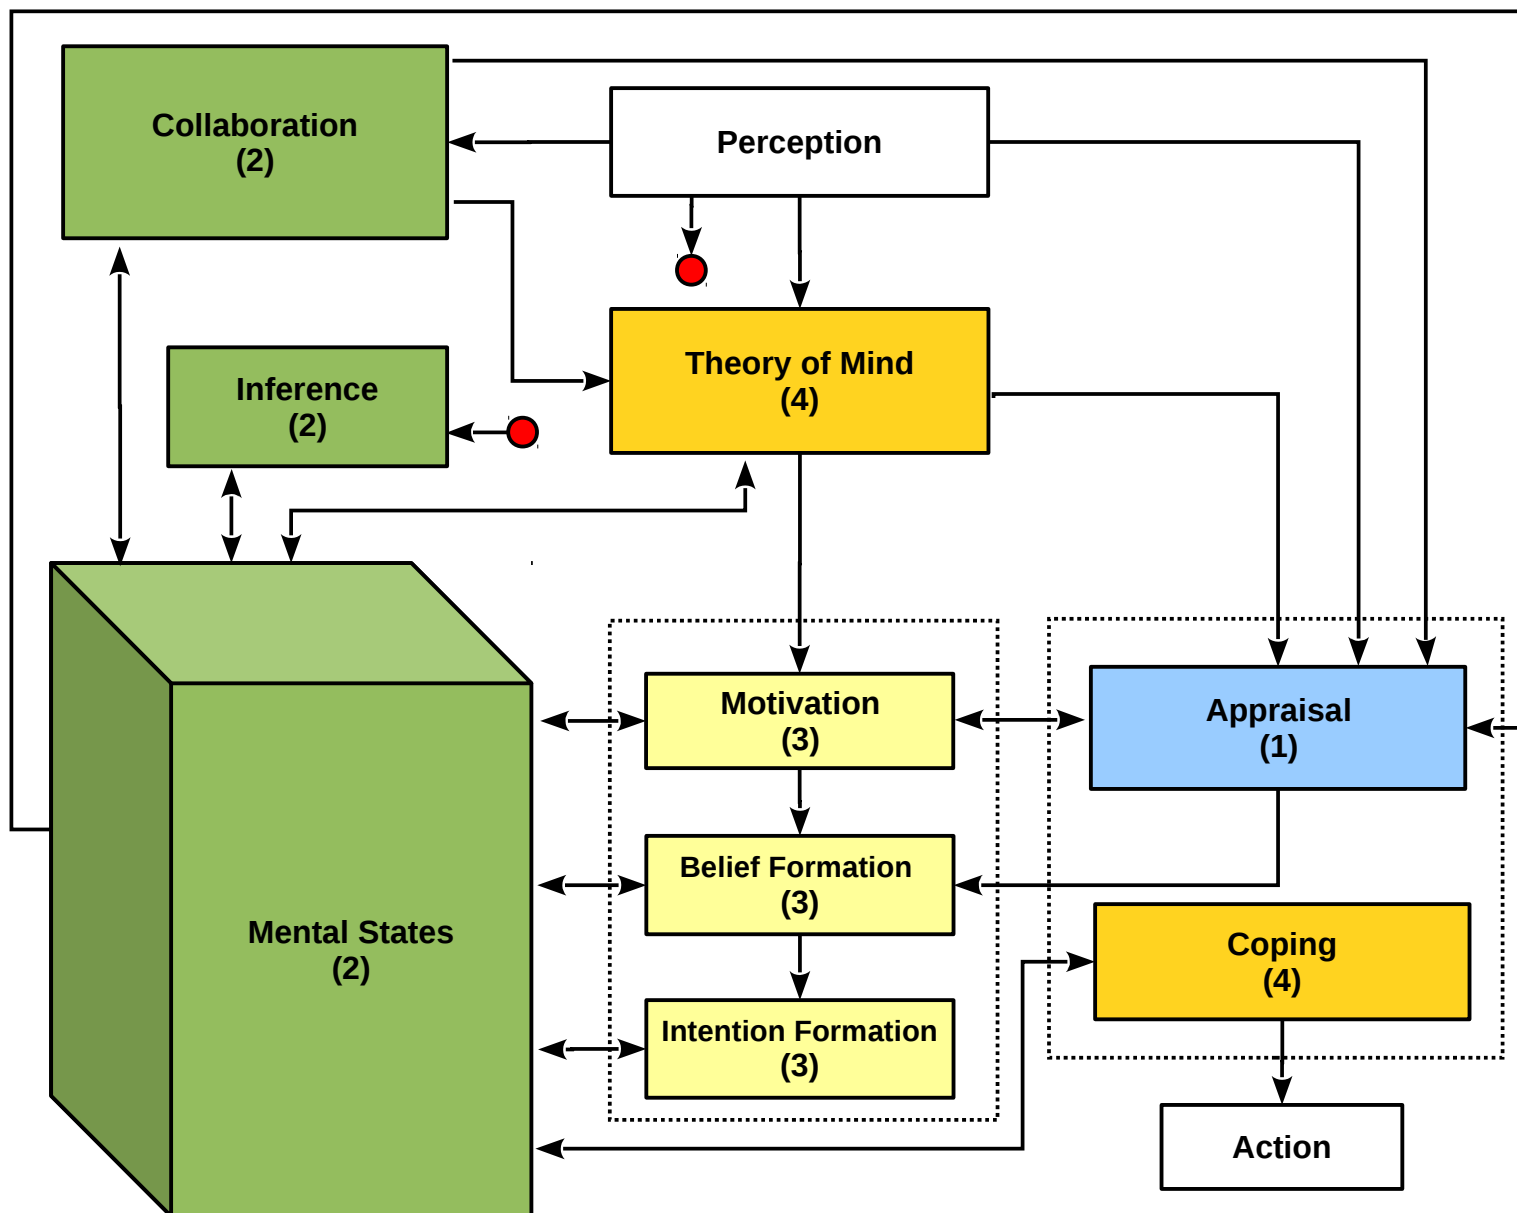 Collaboration
(2)
Perception
Theory of Mind
(4)
Inference
(2)
Motivation
(3)
Appraisal
(1)
Belief Formation
(3)
Mental States
(2)
Coping
(4)
Intention Formation
(3)
Action